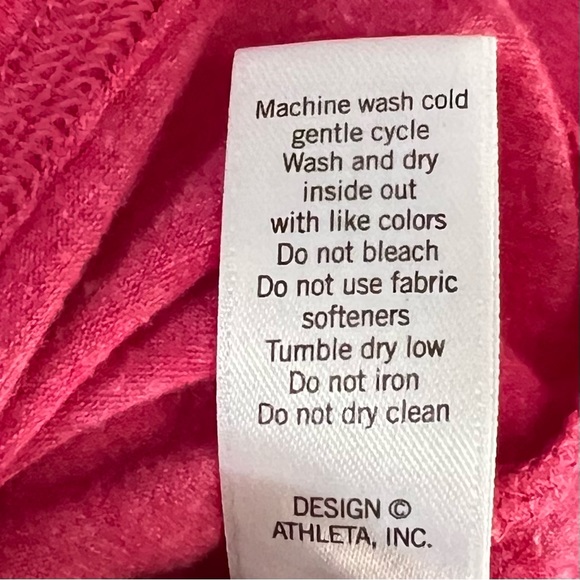 Machine wash cold
gentle cycle
Wash and dry
inside out
with like colors
Do not bleach
Do not use fabric
softeners
Tumble dry low
Do not iron
Do not dry clean
DESIGN ©
ATHLETA, INC.